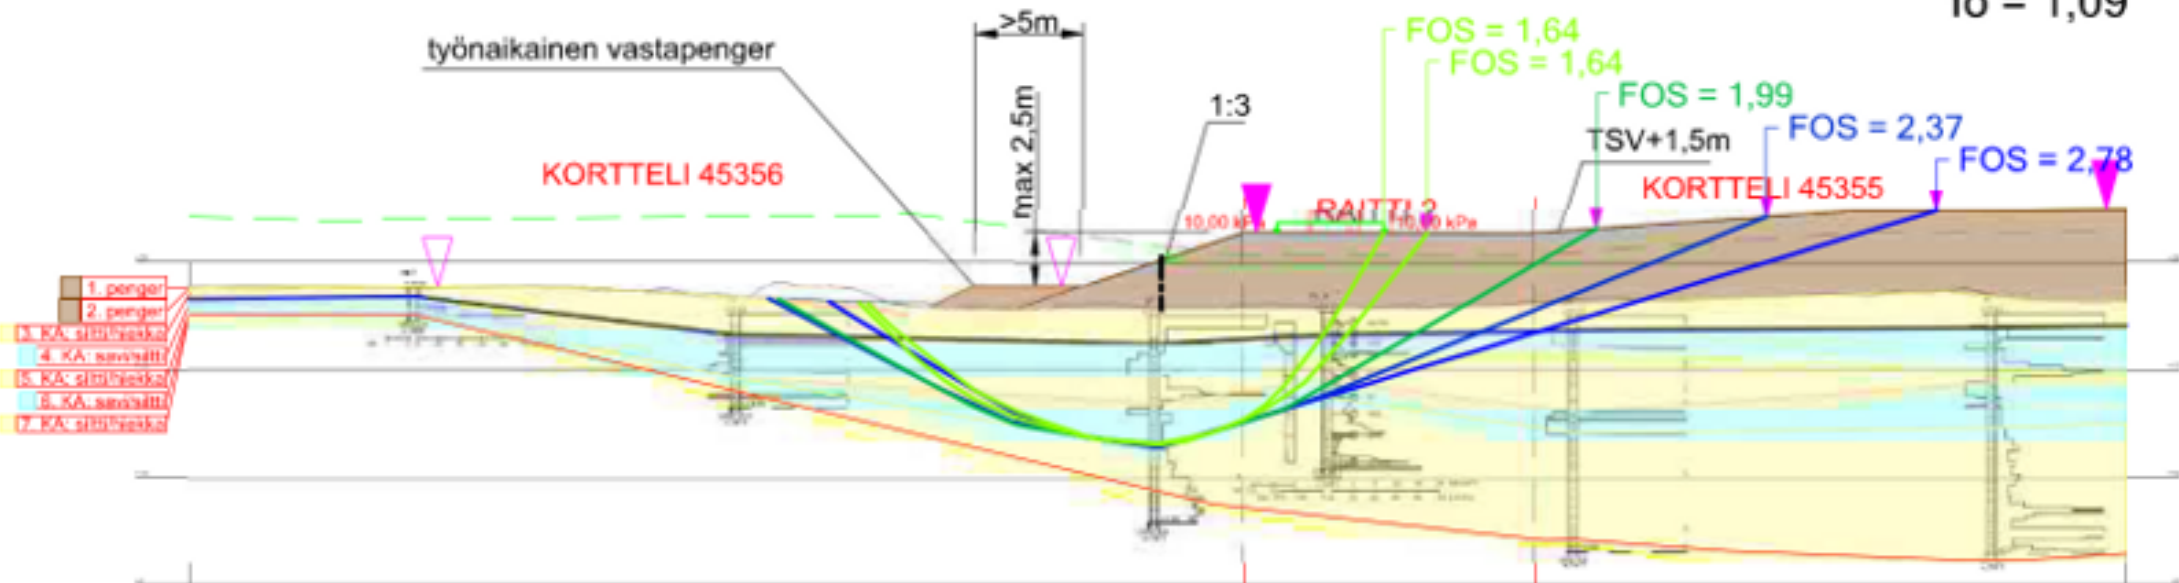 = 1,09
>5m
FOS = 1,64
työnaikainen vastapenger
FOS = 1,64
max 2,5m
1:3
FOS = 1,99
FOS = 2,37
TSV+1,5m
FOS = 2,78
KORTTELI 45356
KORTTELI 45355
RAITTI 2
10,00 kPa
10,00 kPa
1. penger
2. penger
3. KA: siltti/hiekka
4. KA: savi/siltti
5. KA: siltti/hiekka
6. KA: savi/siltti
7. KA: siltti/hiekka